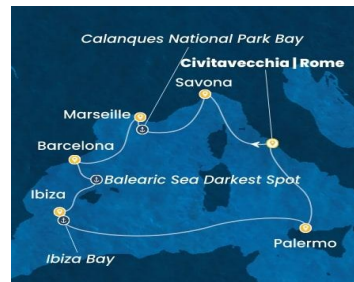 Calanques National Park Bay
Civitavecchia | Rome
Savona
Marseille
Barcelona
Balearic Sea Darkest Spot
Ibiza
Ibiza Bay
Palermo